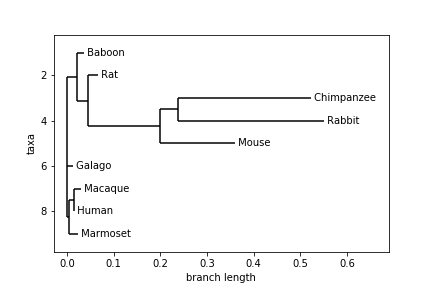 Baboon
2 Rat
Chimpanzee
4 Rabbit
taxa
Mouse
6 Galago
Macaque
8 Human
Marmoset
0.0 0.1 0.2 0.3 0.4 0.5 0.6
branch length